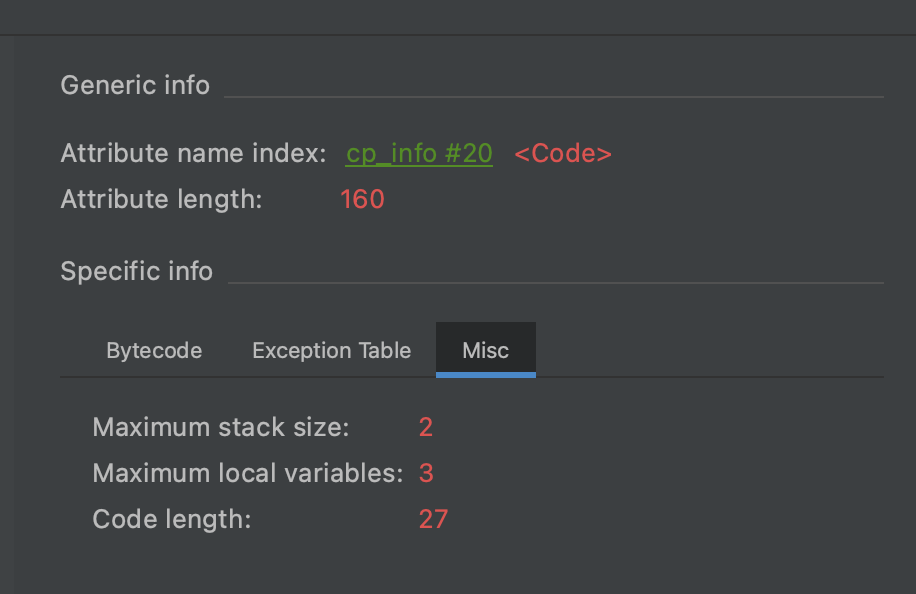 Generic info
Attribute name index: cp_info #20 <Code>
Attribute length: 160
Specific info
Bytecode Exception Table Misc
Maximum stack size: 2
Maximum local variables: 3
Code length: 27